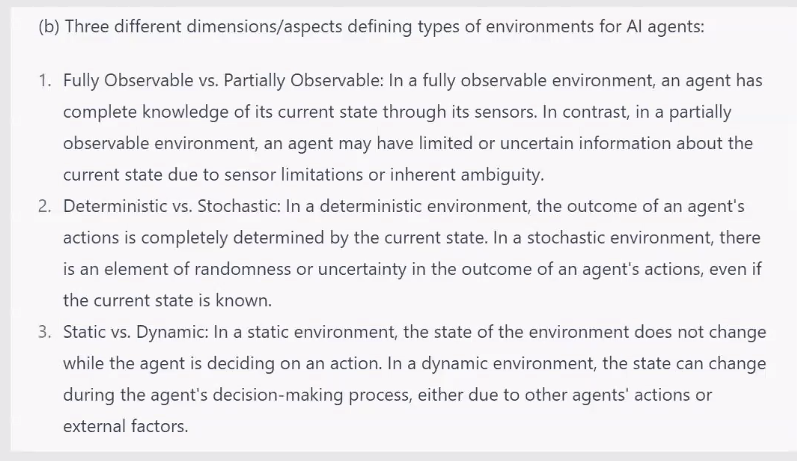 (b) Three different dimensions/aspects defining types of environments for AI agents:
1. Fully Observable vs. Partially Observable: In a fully observable environment, an agent has
complete knowledge of its current state through its sensors. In contrast, in a partially
observable environment, an agent may have limited or uncertain information about the
current state due to sensor limitations or inherent ambiguity.
2. Deterministic vs. Stochastic: In a deterministic environment, the outcome of an agent's
actions is completely determined by the current state. In a stochastic environment, there
is an element of randomness or uncertainty in the outcome of an agent's actions, even if
the current state is known.
3. Static vs. Dynamic: In a static environment, the state of the environment does not change
while the agent is deciding on an action. In a dynamic environment, the state can change
during the agent's decision-making process, either due to other agents' actions or
external factors.